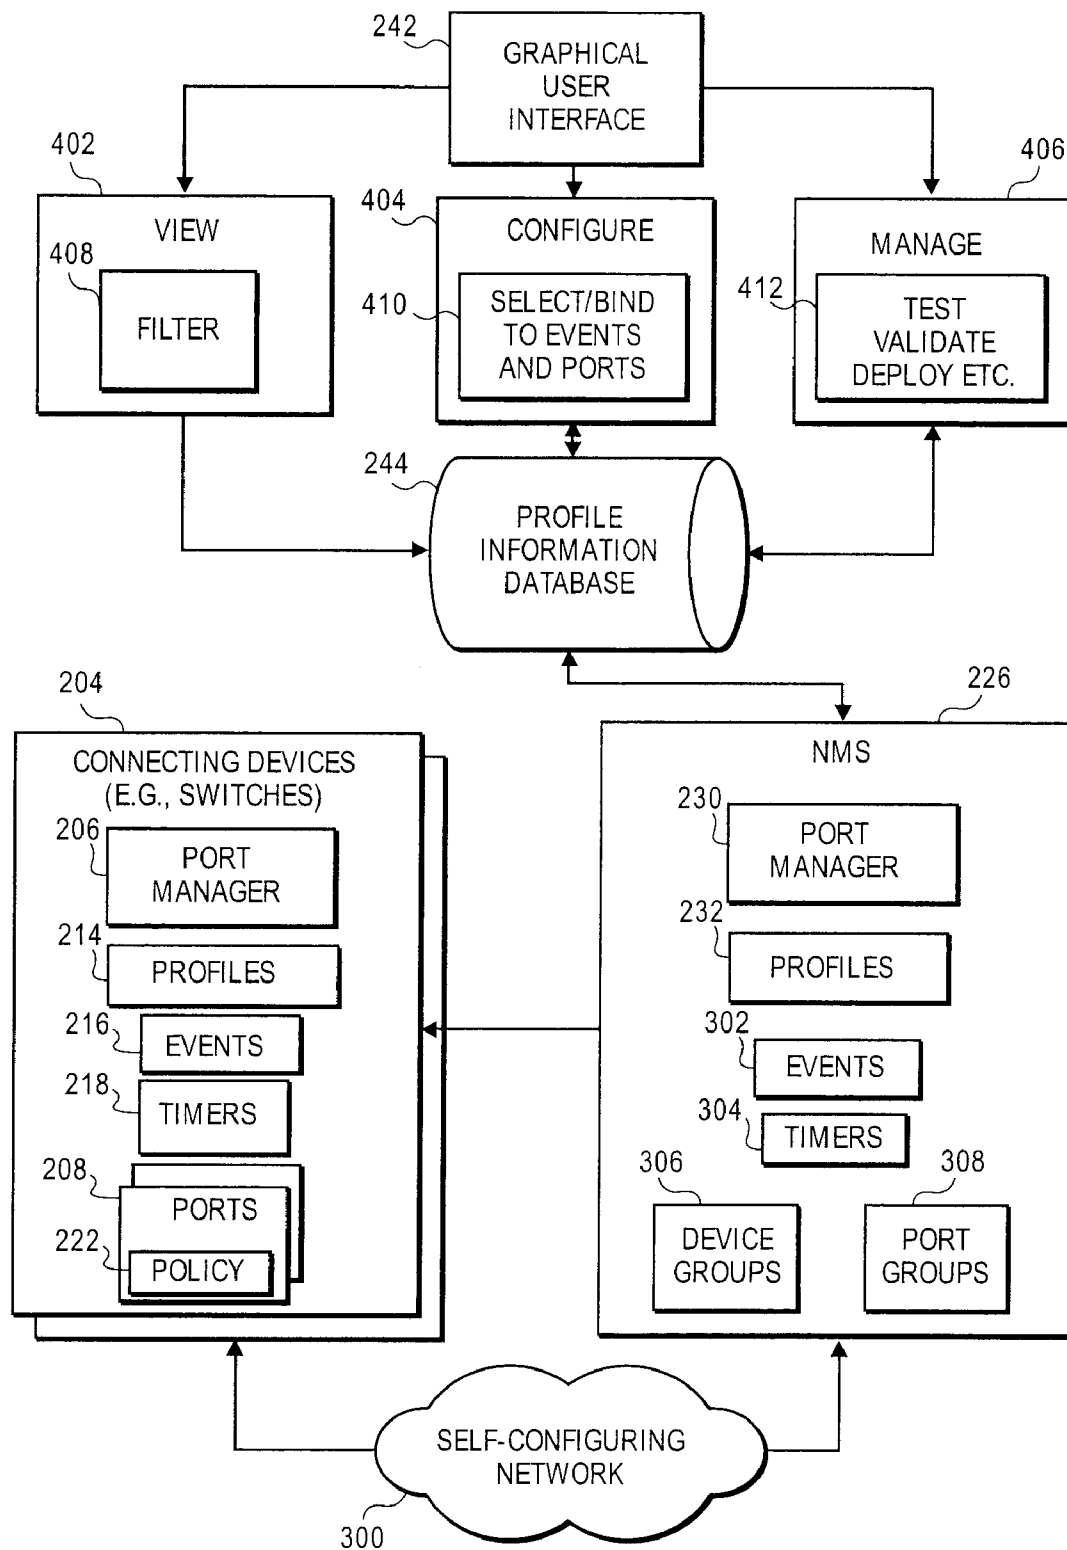 242
GRAPHICAL
USER
INTERFACE
402
VIEW
408
FILTER
404
CONFIGURE
410
SELECT/BIND
TO EVENTS
AND PORTS
406
MANAGE
412
TEST
VALIDATE
DEPLOY ETC.
244
PROFILE
INFORMATION
DATABASE
204
CONNECTING DEVICES
(E.G., SWITCHES)
206
PORT
MANAGER
214
PROFILES
216
EVENTS
218
TIMERS
208
PORTS
222
POLICY
226
NMS
230
PORT
MANAGER
232
PROFILES
302
EVENTS
304
TIMERS
306
DEVICE
GROUPS
308
PORT
GROUPS
SELF-CONFIGURING
NETWORK
300